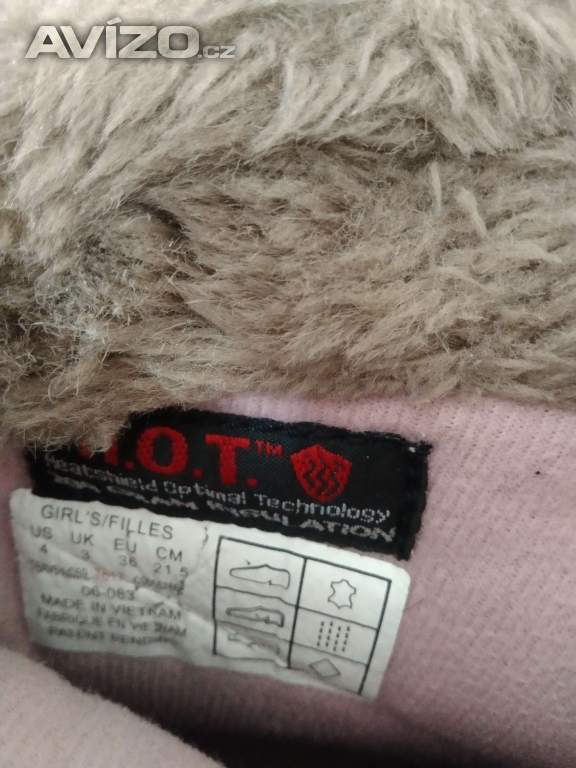 AVÍZO.cz
.O.T.™
Heatshield Optimal Technology
GRAM INSULATION
GIRL'S/FILLES
US UK EU CM
4 3 36 21.5
06-083
MADE IN VIETNAM
FABRIQUE EN VIETNAM
PATENT PENDING